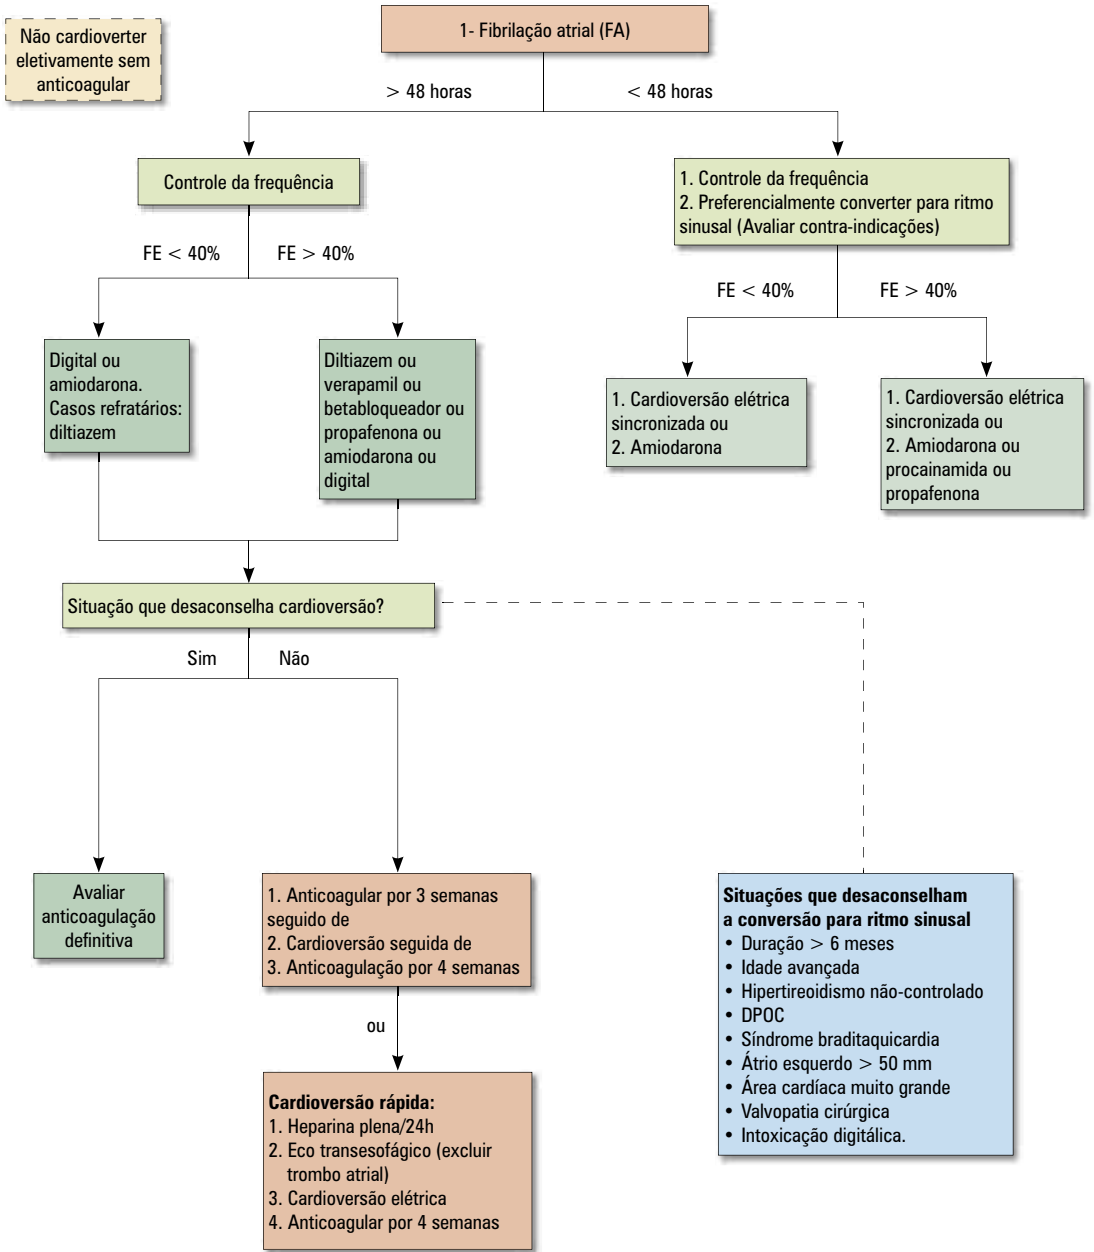 Não cardioverter
eletivamente sem
anticoagular
1- Fibrilação atrial (FA)
> 48 horas
< 48 horas
Controle da frequência
1. Controle da frequência
2. Preferencialmente converter para ritmo
sinusal (Avaliar contra-indicações)
FE < 40%
FE > 40%
FE < 40%
FE > 40%
Digital ou
amiodarona.
Casos refratários:
diltiazem
Diltiazem ou
verapamil ou
betabloqueador ou
propafenona ou
amiodarona ou
digital
1. Cardioversão elétrica
sincronizada ou
2. Amiodarona
1. Cardioversão elétrica
sincronizada ou
2. Amiodarona ou
procainamida ou
propafenona
Situação que desaconselha cardioversão?
Sim
Não
Avaliar
anticoagulação
definitiva
1. Anticoagular por 3 semanas
seguido de
2. Cardioversão seguida de
3. Anticoagulação por 4 semanas
ou
Cardioversão rápida:
1. Heparina plena/24h
2. Eco transesofágico (excluir
trombo atrial)
3. Cardioversão elétrica
4. Anticoagular por 4 semanas
Situações que desaconselham
a conversão para ritmo sinusal
• Duração > 6 meses
• Idade avançada
• Hipertireoidismo não-controlado
• DPOC
• Síndrome braditaquicardia
• Átrio esquerdo > 50 mm
• Área cardíaca muito grande
• Valvopatia cirúrgica
• Intoxicação digitálica.